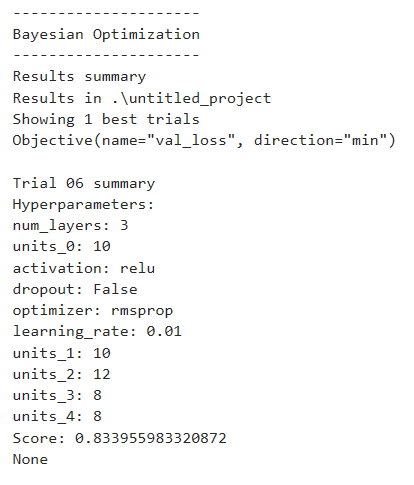 ---------------------
Bayesian Optimization
---------------------
Results summary
Results in .\untitled_project
Showing 1 best trials
Objective(name="val_loss", direction="min")

Trial 06 summary
Hyperparameters:
num_layers: 3
units_0: 10
activation: relu
dropout: False
optimizer: rmsprop
learning_rate: 0.01
units_1: 10
units_2: 12
units_3: 8
units_4: 8
Score: 0.833955983320872
None